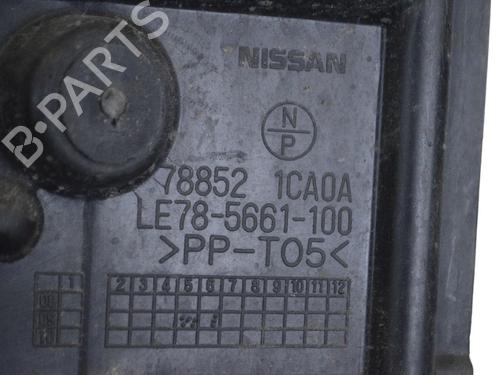 B-PARTS
NISSAN
N
P
78852 1CA0A
LE78-5661-100
>PP-TO5<
1 2 3 4 5 6 7 8 9 10 11 12